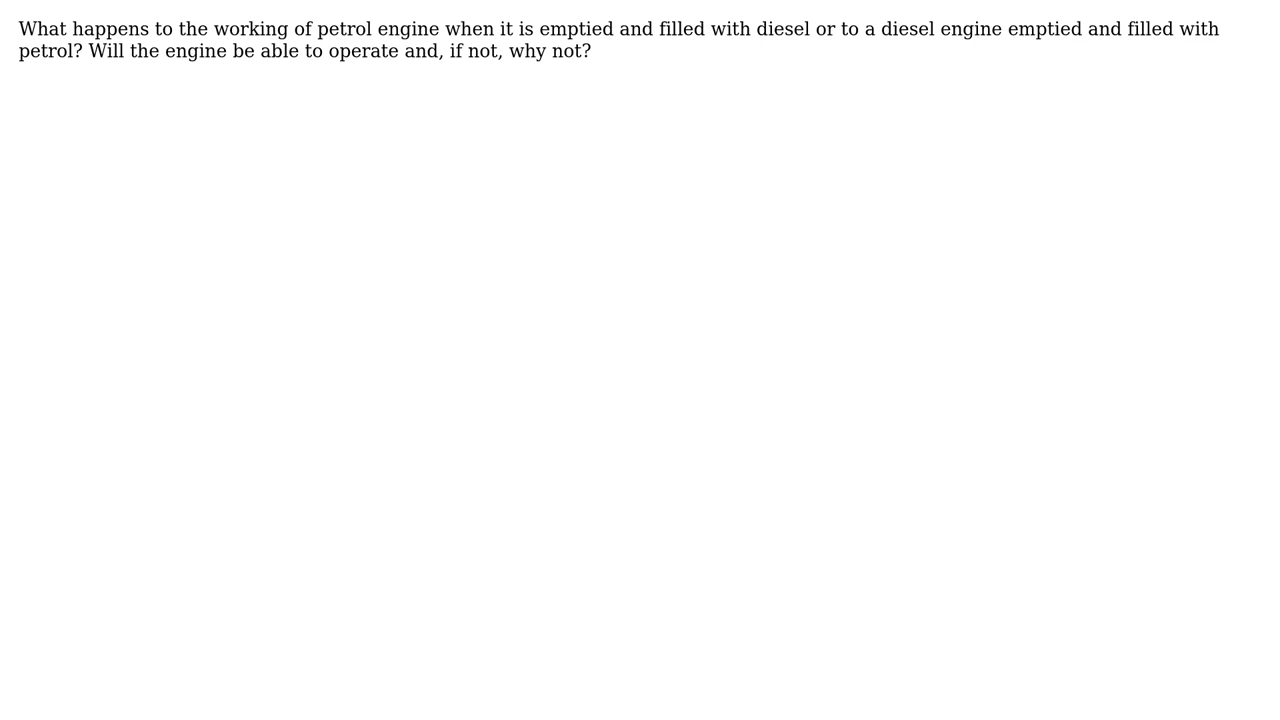 What happens to the working of petrol engine when it is emptied and filled with diesel or to a diesel engine emptied and filled with
petrol? Will the engine be able to operate and, if not, why not?